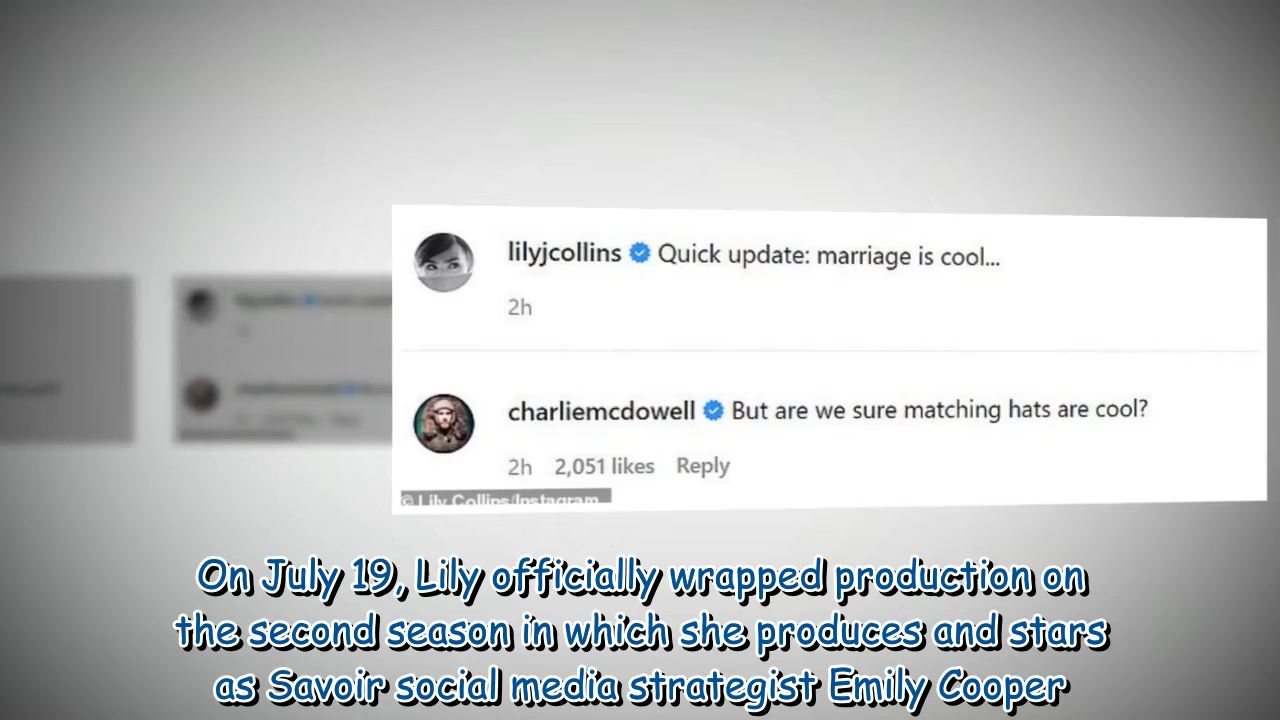 lilyjcollins Quick update: marriage is cool...
2h
charliemcdowell But are we sure matching hats are cool?
2h 2,051 likes Reply
© Lily Collins/Instagram
On July 19, Lily officially wrapped production on
the second season in which she produces and stars
as Savoir social media strategist Emily Cooper